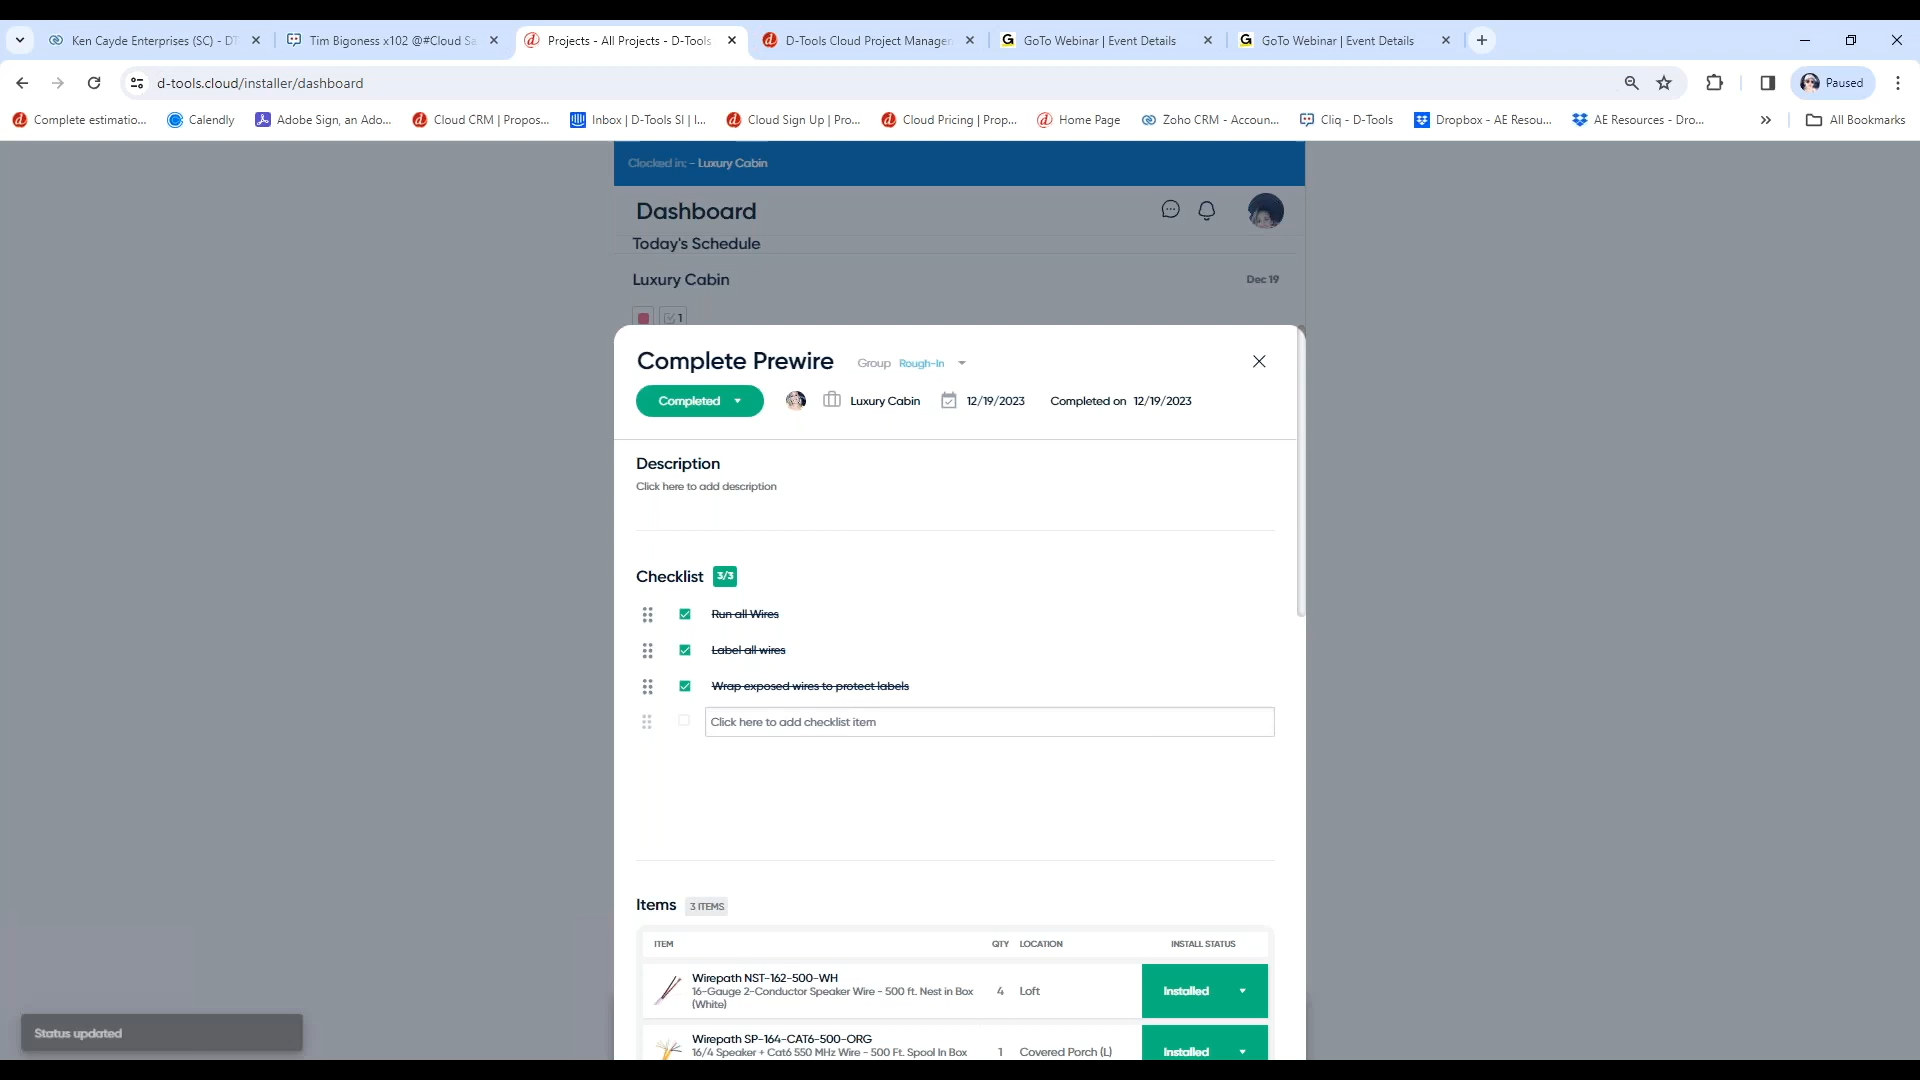 Ken Cayde Enterprises (SC) - DT
Tim Bigoness x102 @#Cloud Sa
Projects - All Projects - D-Tools
D-Tools Cloud Project Manager
GoTo Webinar | Event Details
GoTo Webinar | Event Details
d-tools.cloud/installer/dashboard
Paused
Complete estimatio...
Calendly
Adobe Sign, an Ado...
Cloud CRM | Propos...
Inbox | D-Tools SI | I...
Cloud Sign Up | Pro...
Cloud Pricing | Prop...
Home Page
Zoho CRM - Accoun...
Cliq - D-Tools
Dropbox - AE Resou...
AE Resources - Dro...
All Bookmarks
Clocked in: - Luxury Cabin
Dashboard
Today's Schedule
Luxury Cabin
Dec 19
1
Complete Prewire
Group Rough-In
Completed
Luxury Cabin
12/19/2023
Completed on 12/19/2023
Description
Click here to add description
Checklist 3/3
Run all Wires
Label all wires
Wrap exposed wires to protect labels
Click here to add checklist item
Items 3 ITEMS
ITEM QTY LOCATION INSTALL STATUS
Wirepath NST-162-500-WH
16-Gauge 2-Conductor Speaker Wire - 500 ft. Nest in Box 4 Loft Installed
(White)
Wirepath SP-164-CAT6-500-ORG
16/4 Speaker + Cat6 550 MHz Wire - 500 Ft. Spool In Box 1 Covered Porch (L) Installed
Status updated